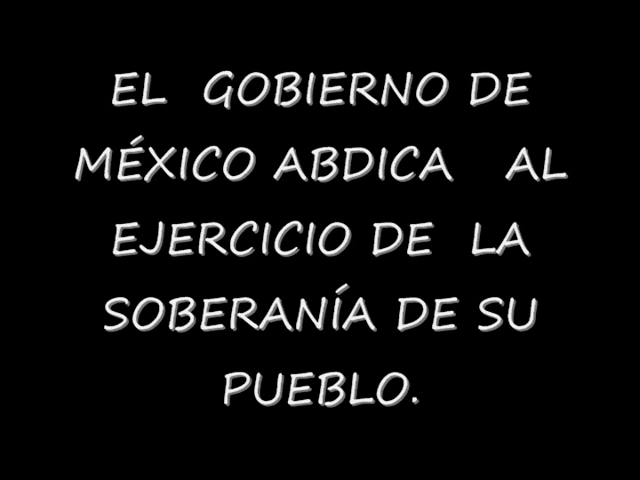 EL GOBIERNO DE
MÉXICO ABDICA AL
EJERCICIO DE LA
SOBERANÍA DE SU
PUEBLO.